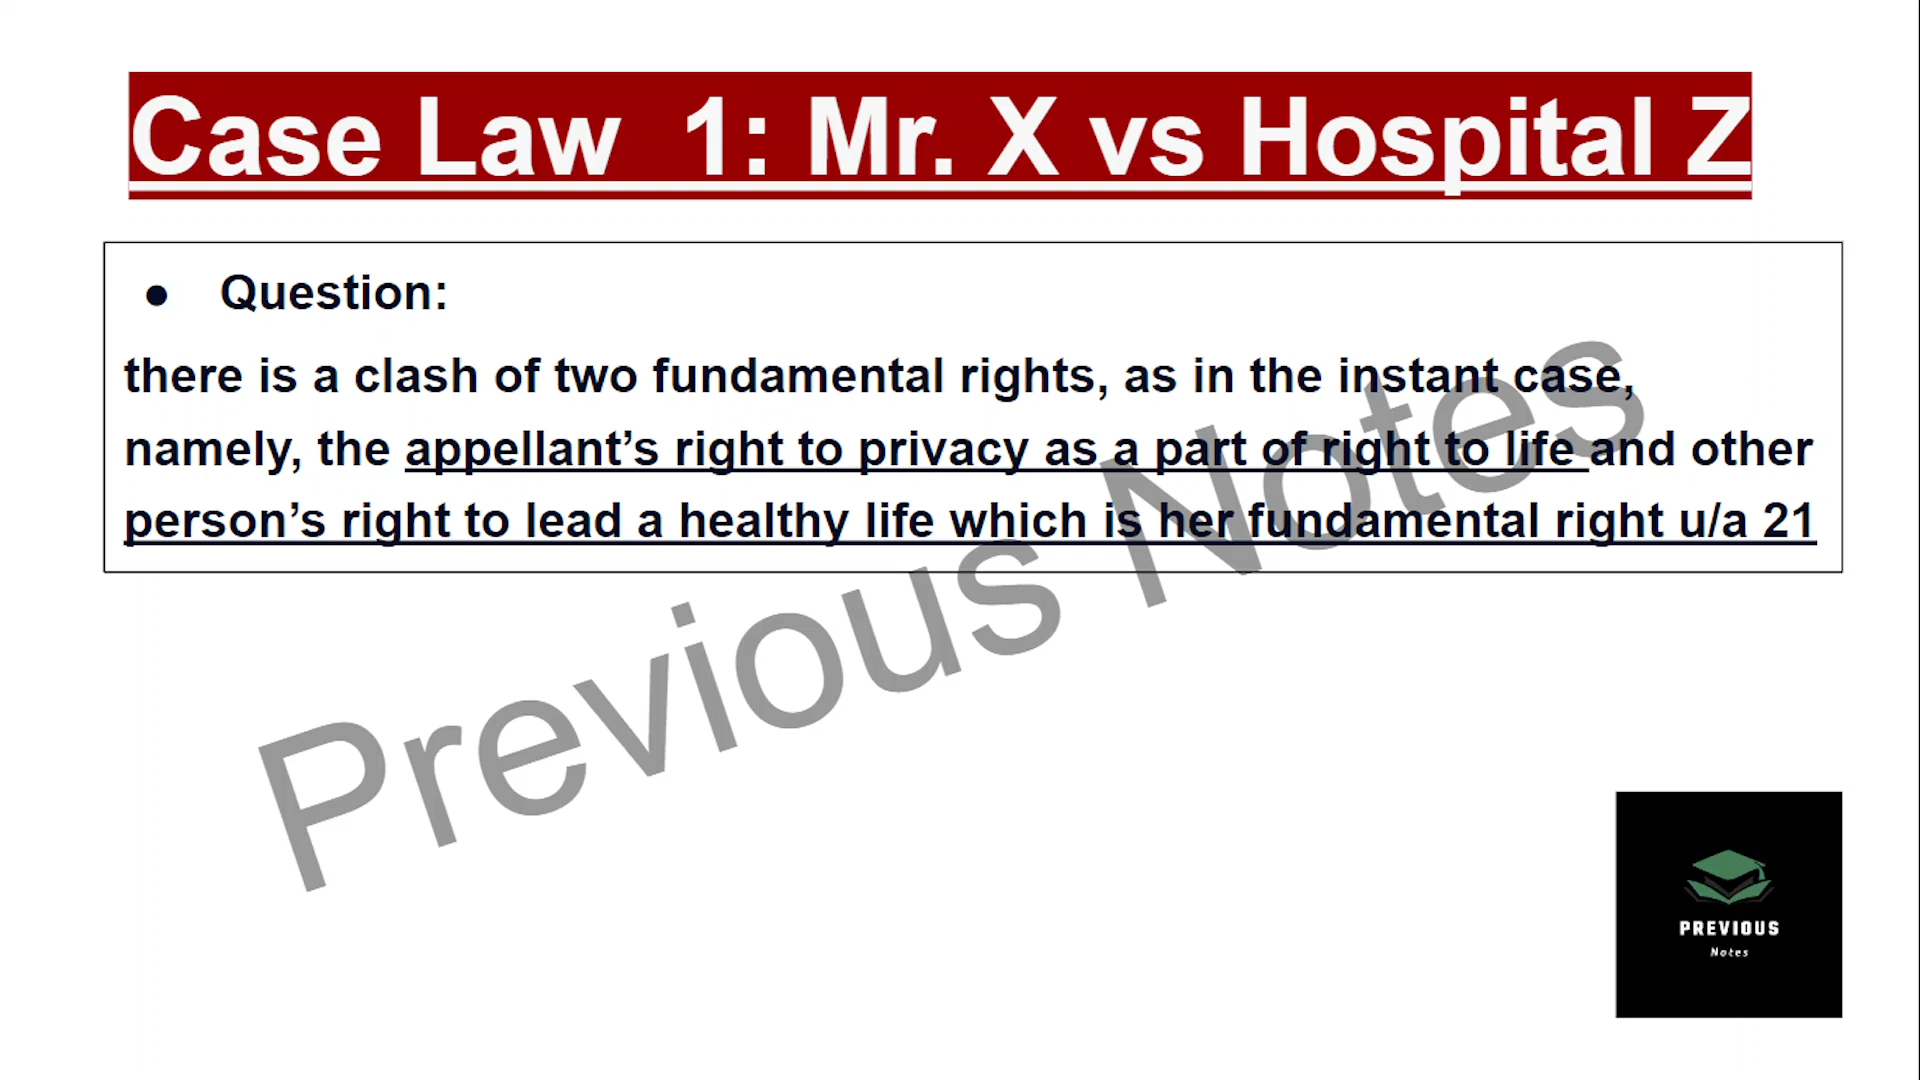 Case Law 1: Mr. X vs Hospital Z
● Question:
there is a clash of two fundamental rights, as in the instant case,
namely, the appellant’s right to privacy as a part of right to life and other
person’s right to lead a healthy life which is her fundamental right u/a 21
Previous Notes
PREVIOUS
Notes